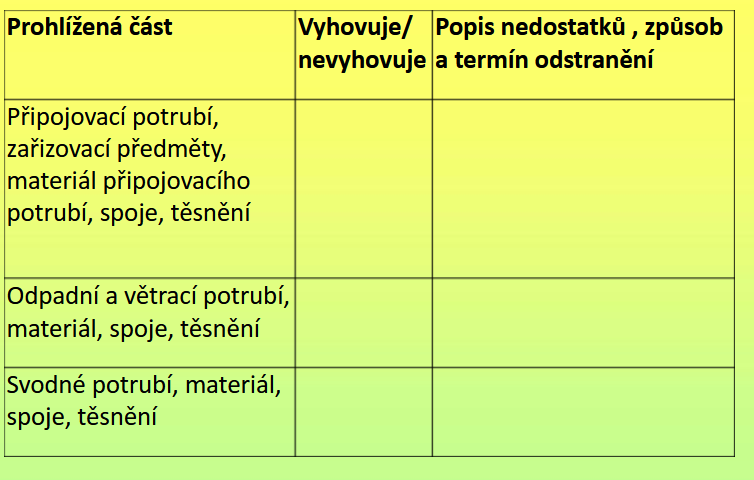 Prohlížená část
Vyhovuje/
nevyhovuje
Popis nedostatků , způsob
a termín odstranění
Připojovací potrubí,
zařizovací předměty,
materiál připojovacího
potrubí, spoje, těsnění
Odpadní a větrací potrubí,
materiál, spoje, těsnění
Svodné potrubí, materiál,
spoje, těsnění